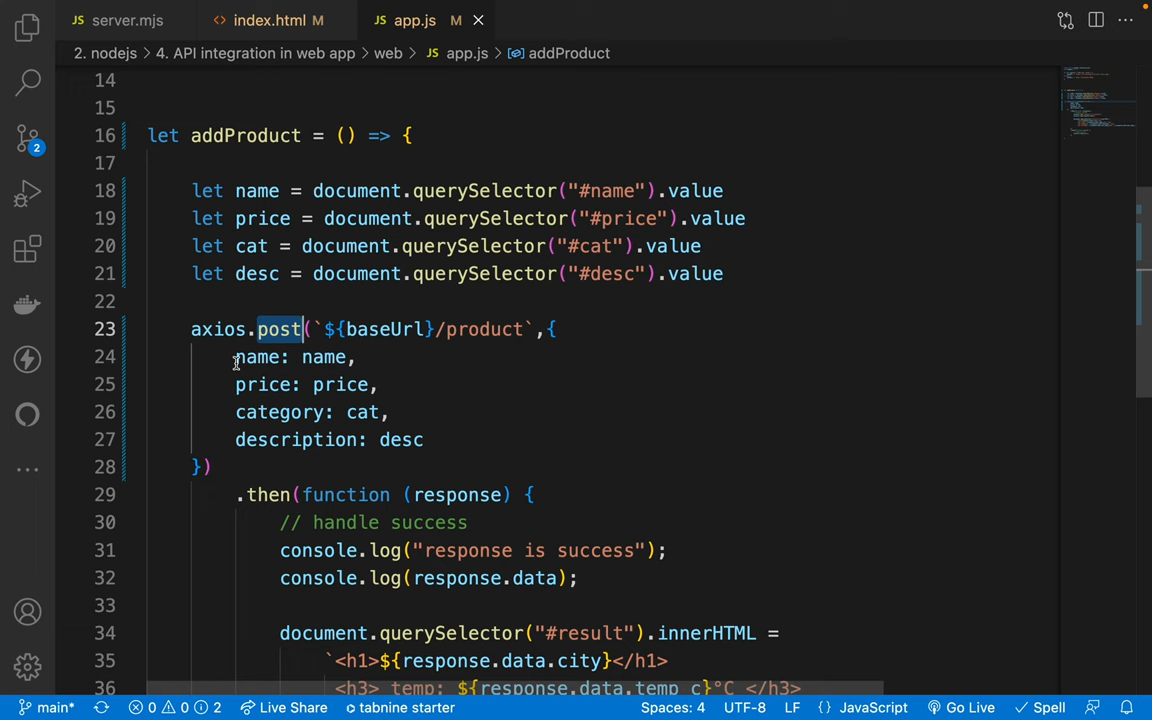 JS server.mjs <> index.html M JS app.js M
2. nodejs > 4. API integration in web app > web > JS app.js > addProduct
14
15
16 let addProduct = () => {
17
18 let name = document.querySelector("#name").value
19 let price = document.querySelector("#price").value
20 let cat = document.querySelector("#cat").value
21 let desc = document.querySelector("#desc").value
22
23 axios.post(`${baseUrl}/product`,{
24 name: name,
25 price: price,
26 category: cat,
27 description: desc
28 })
29 .then(function (response) {
30 // handle success
31 console.log("response is success");
32 console.log(response.data);
33
34 document.querySelector("#result").innerHTML =
35 `<h1>${response.data.city}</h1>
36 <h3> temp: ${response.data.temp_c}°C </h3>
2
main* 0 0 2 Live Share tabnine starter Spaces: 4 UTF-8 LF {} JavaScript Go Live Spell